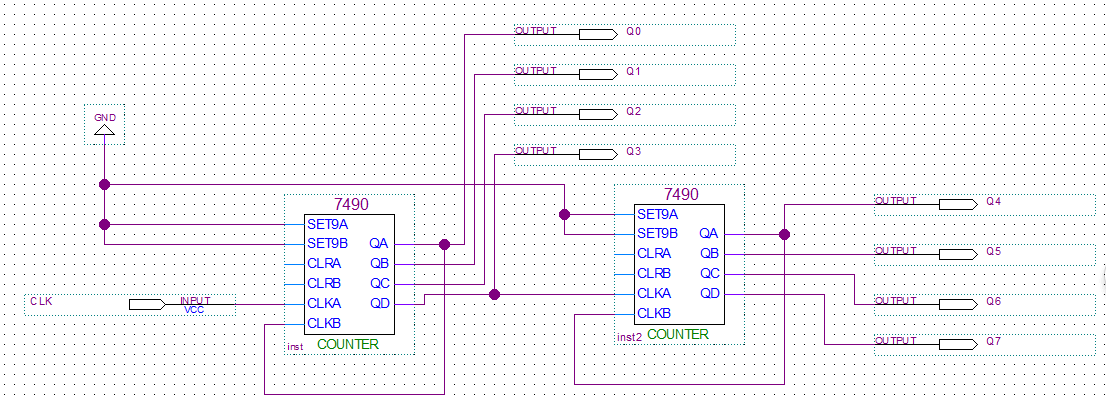 OUTPUT Q0
OUTPUT Q1
OUTPUT Q2
OUTPUT Q3
GND
7490
SET9A
SET9B QA
CLRA QB
CLRB QC
CLKA QD
CLKB
inst COUNTER
CLK INPUT
VCC
7490
SET9A
SET9B QA
CLRA QB
CLRB QC
CLKA QD
CLKB
inst2 COUNTER
OUTPUT Q4
OUTPUT Q5
OUTPUT Q6
OUTPUT Q7